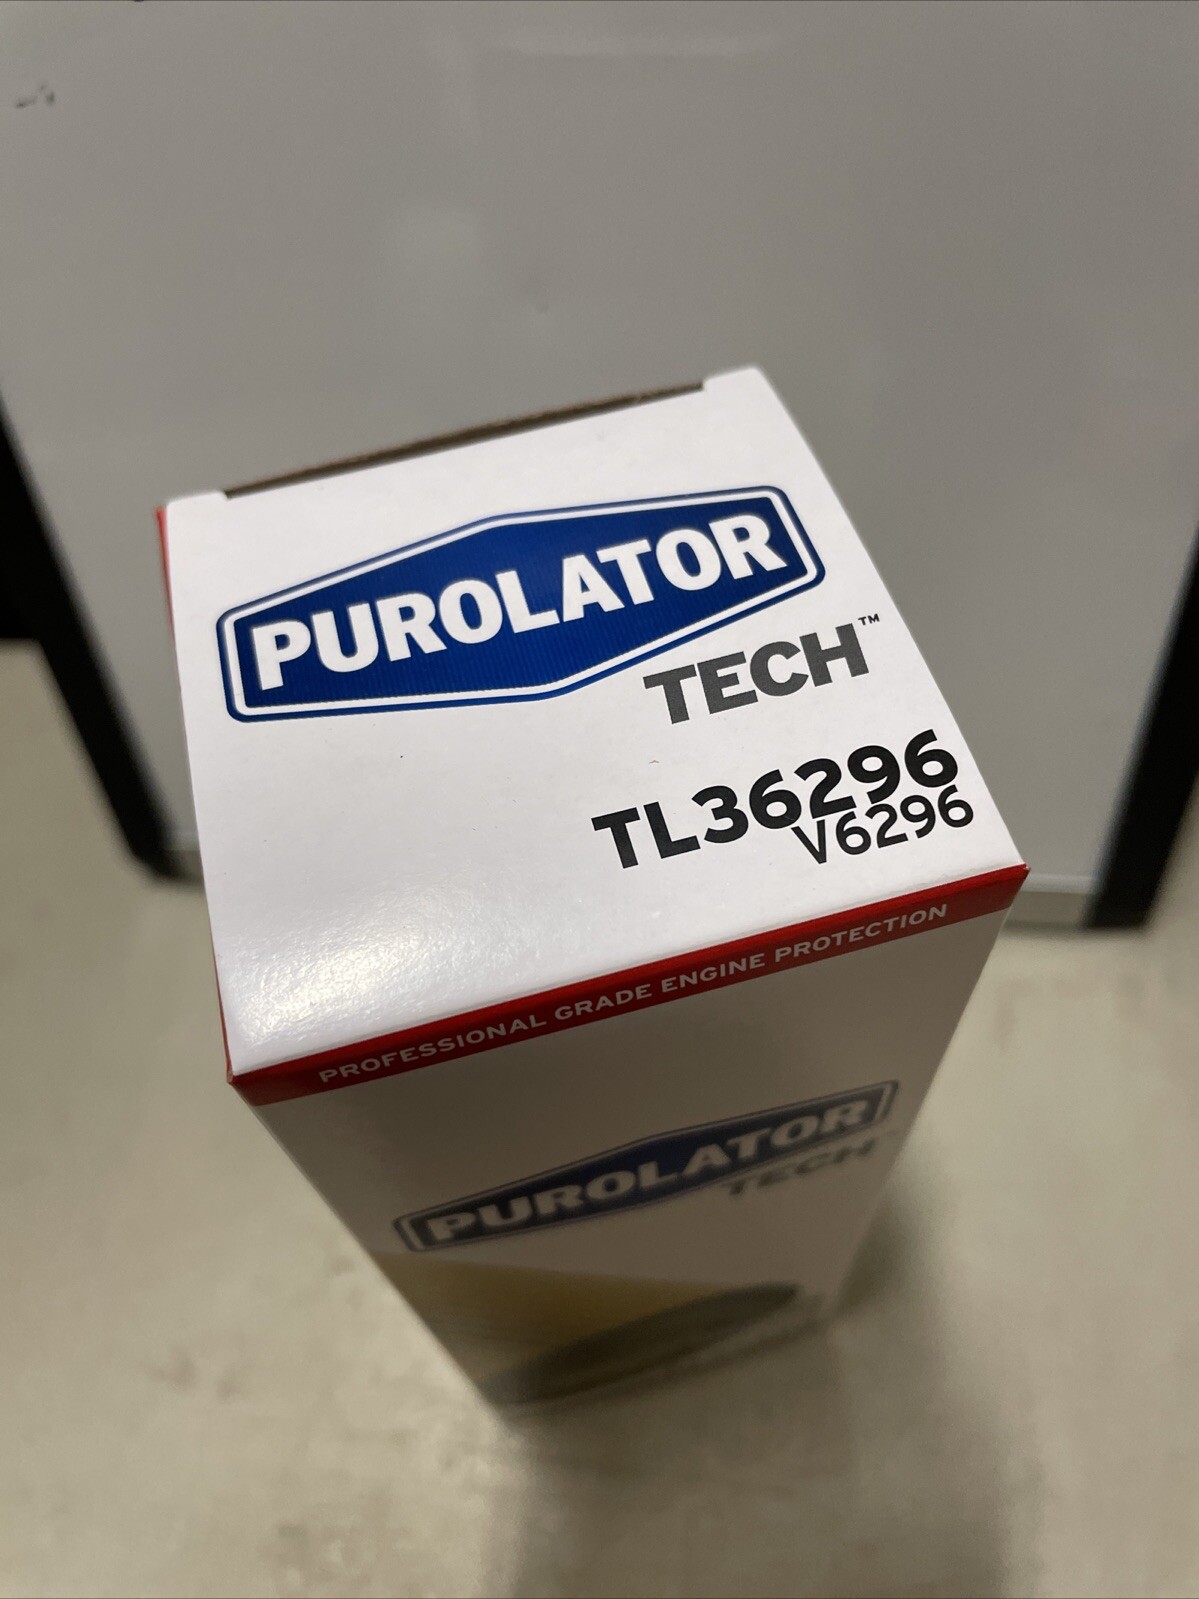 PUROLATOR
TECH™
TL36296
V6296
PROFESSIONAL GRADE ENGINE PROTECTION
PUROLATOR
TECH